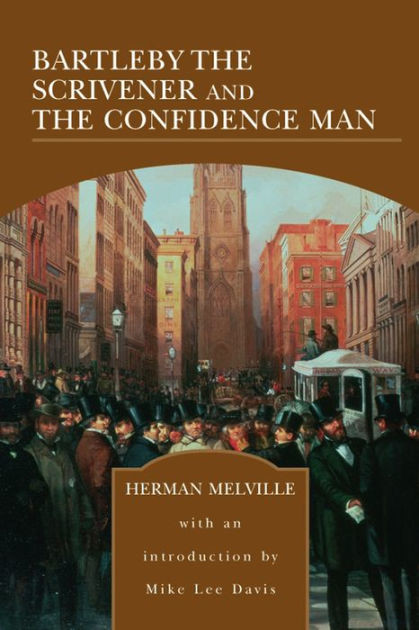 BARTLEBY THE
SCRIVENER AND
THE CONFIDENCE MAN
HERMAN MELVILLE
with an
introduction by
Mike Lee Davis